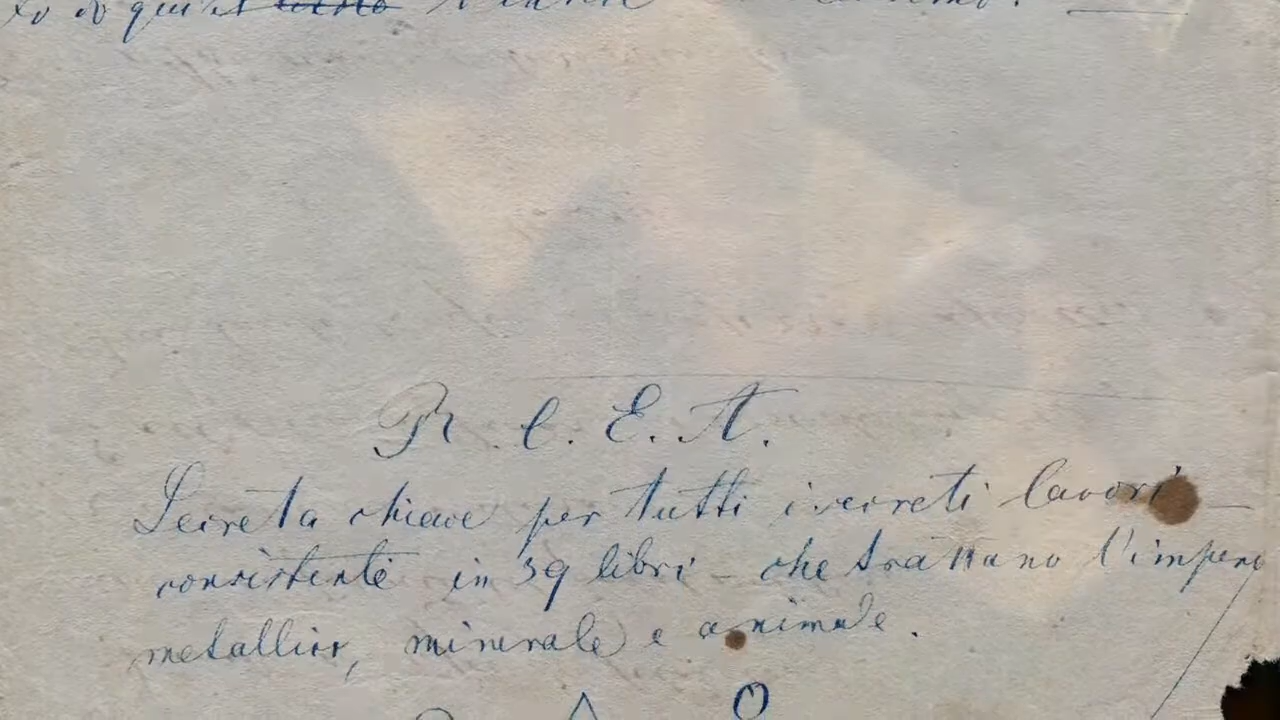 R. C. E. A.
Secreta chiave per tutti i secreti lavori –
consistente in 39 libri – che trattano l'impero
metallico, minerale e animale.